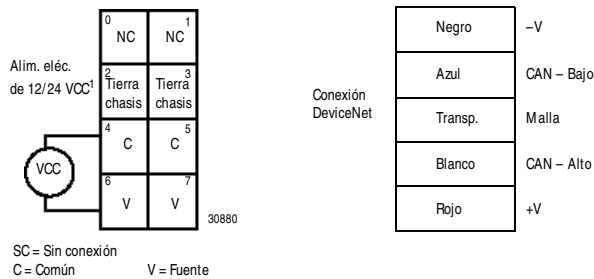 0 NC
NC 1
Alim. eléc.
de 12/24 VCC1
2 Tierra
chasis
3 Tierra
chasis
4 C
C 5
VCC
6 V
V 7
30880
SC = Sin conexión
C = Común V = Fuente
Conexión
DeviceNet
Negro –V
Azul CAN – Bajo
Transp. Malla
Blanco CAN – Alto
Rojo +V